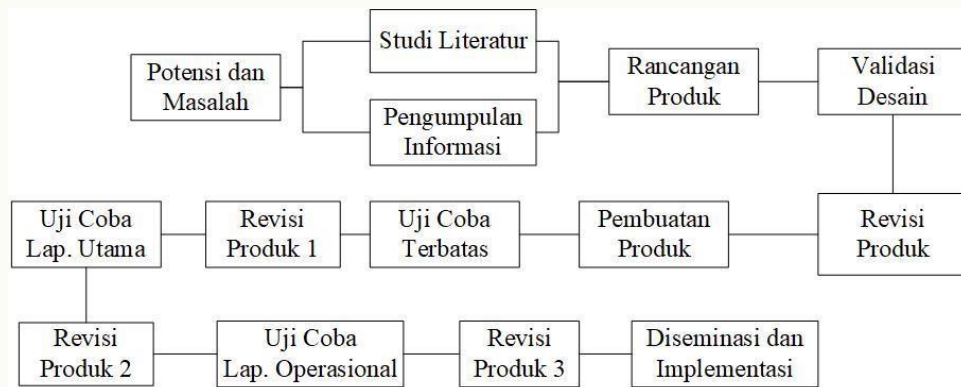 Potensi dan
Masalah
Studi Literatur
Pengumpulan
Informasi
Rancangan
Produk
Validasi
Desain
Uji Coba
Lap. Utama
Revisi
Produk 1
Uji Coba
Terbatas
Pembuatan
Produk
Revisi
Produk
Revisi
Produk 2
Uji Coba
Lap. Operasional
Revisi
Produk 3
Diseminasi dan
Implementasi